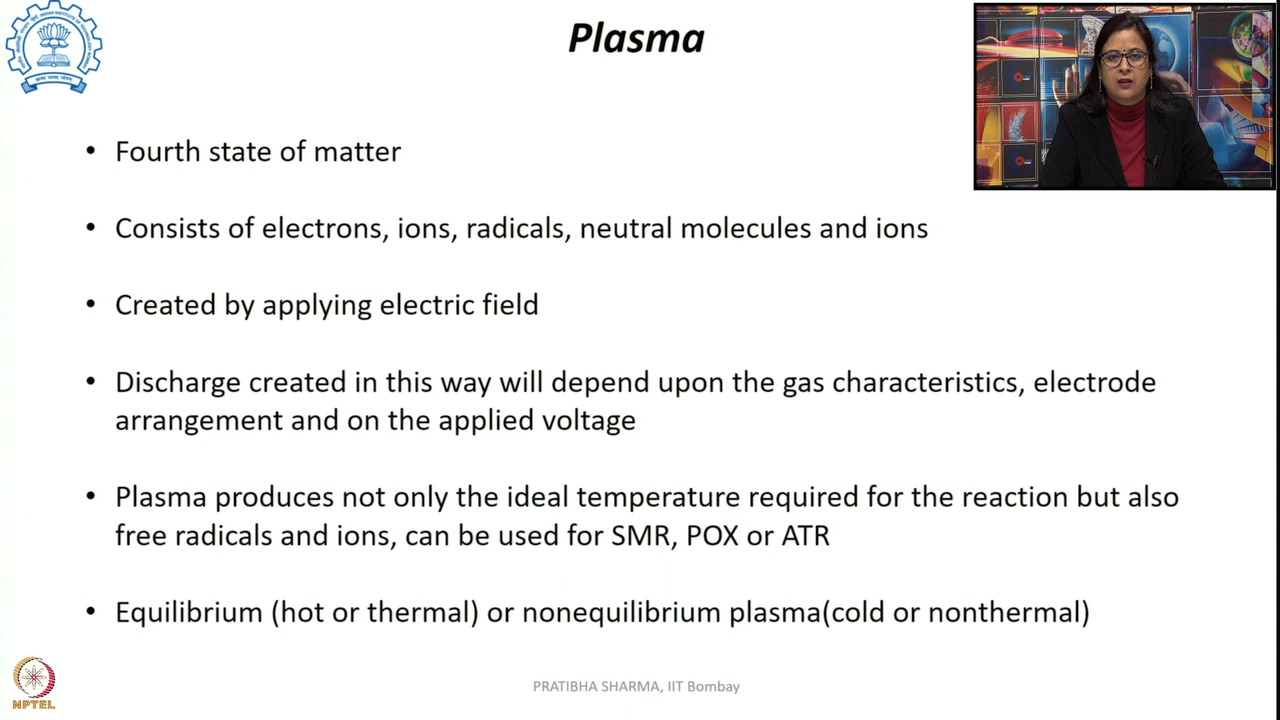 Plasma
• Fourth state of matter
• Consists of electrons, ions, radicals, neutral molecules and ions
• Created by applying electric field
• Discharge created in this way will depend upon the gas characteristics, electrode
arrangement and on the applied voltage
• Plasma produces not only the ideal temperature required for the reaction but also
free radicals and ions, can be used for SMR, POX or ATR
• Equilibrium (hot or thermal) or nonequilibrium plasma(cold or nonthermal)
PRATIBHA SHARMA, IIT Bombay
NPTEL